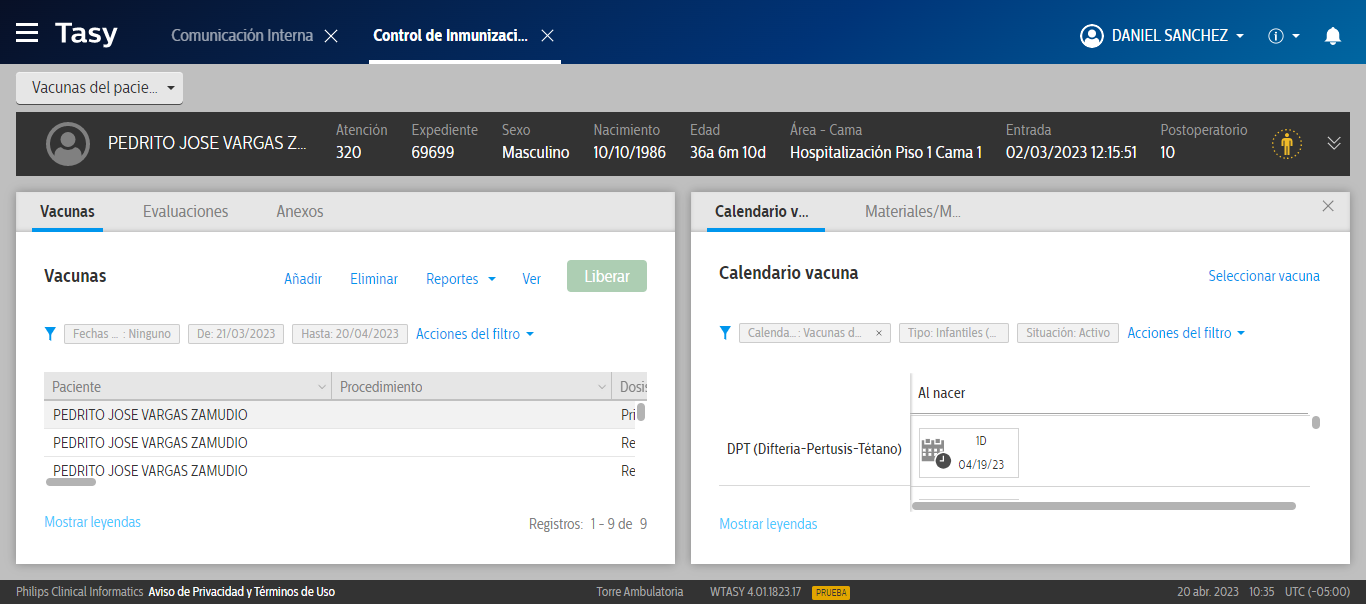 Tasy Comunicación Interna Control de Inmunizaci... DANIEL SANCHEZ
Vacunas del pacie...
PEDRITO JOSE VARGAS Z...
Atención Expediente Sexo Nacimiento Edad Área - Cama Entrada Postoperatorio
320 69699 Masculino 10/10/1986 36a 6m 10d Hospitalización Piso 1 Cama 1 02/03/2023 12:15:51 10
Vacunas Evaluaciones Anexos
Vacunas Añadir Eliminar Reportes Ver Liberar
Fechas ... : Ninguno De: 21/03/2023 Hasta: 20/04/2023 Acciones del filtro
Paciente Procedimiento Dosis
PEDRITO JOSE VARGAS ZAMUDIO Pri
PEDRITO JOSE VARGAS ZAMUDIO Re
PEDRITO JOSE VARGAS ZAMUDIO Re
Mostrar leyendas Registros: 1 - 9 de 9
Calendario v... Materiales/M...
Calendario vacuna Seleccionar vacuna
Calenda... : Vacunas d... × Tipo: Infantiles (... Situación: Activo Acciones del filtro
Al nacer
DPT (Difteria-Pertusis-Tétano) 1D
04/19/23
Mostrar leyendas
Philips Clinical Informatics Aviso de Privacidad y Términos de Uso Torre Ambulatoria WTASY 4.01.1823.17 PRUEBA 20 abr. 2023 10:35 UTC (-05:00)